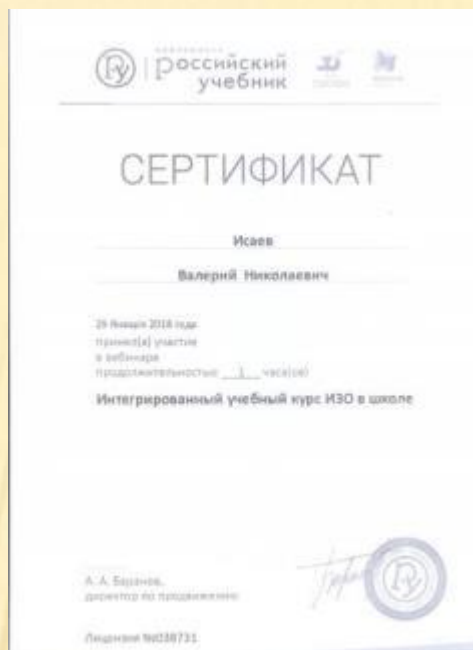 российский
учебник
СЕРТИФИКАТ
Исаев
Валерий Николаевич
Января 2018 года
принял(а) участие
в вебинаре
продолжительностью 1 часа(ов)
Интегрированный учебный курс ИЗО в школе
А. А. Баранов,
директор по продвижению
Лицензия №038731